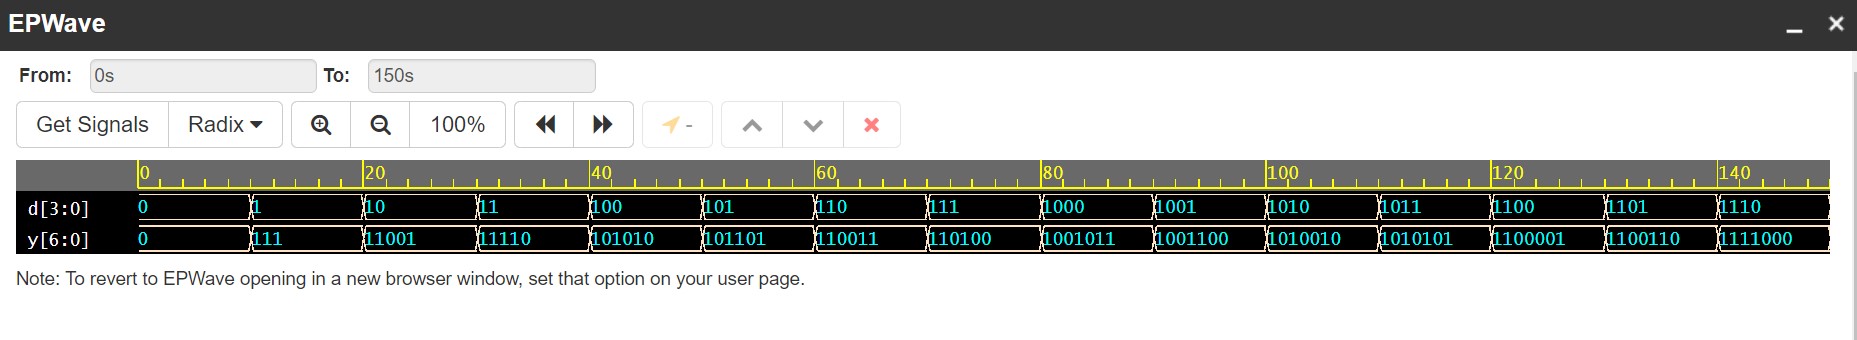 EPWave
From: 0s To: 150s
Get Signals Radix 100% -
0 20 40 60 80 100 120 140
d[3:0] 0 1 10 11 100 101 110 111 1000 1001 1010 1011 1100 1101 1110
y[6:0] 0 111 11001 11110 101010 101101 110011 110100 1001011 1001100 1010010 1010101 1100001 1100110 1111000
Note: To revert to EPWave opening in a new browser window, set that option on your user page.